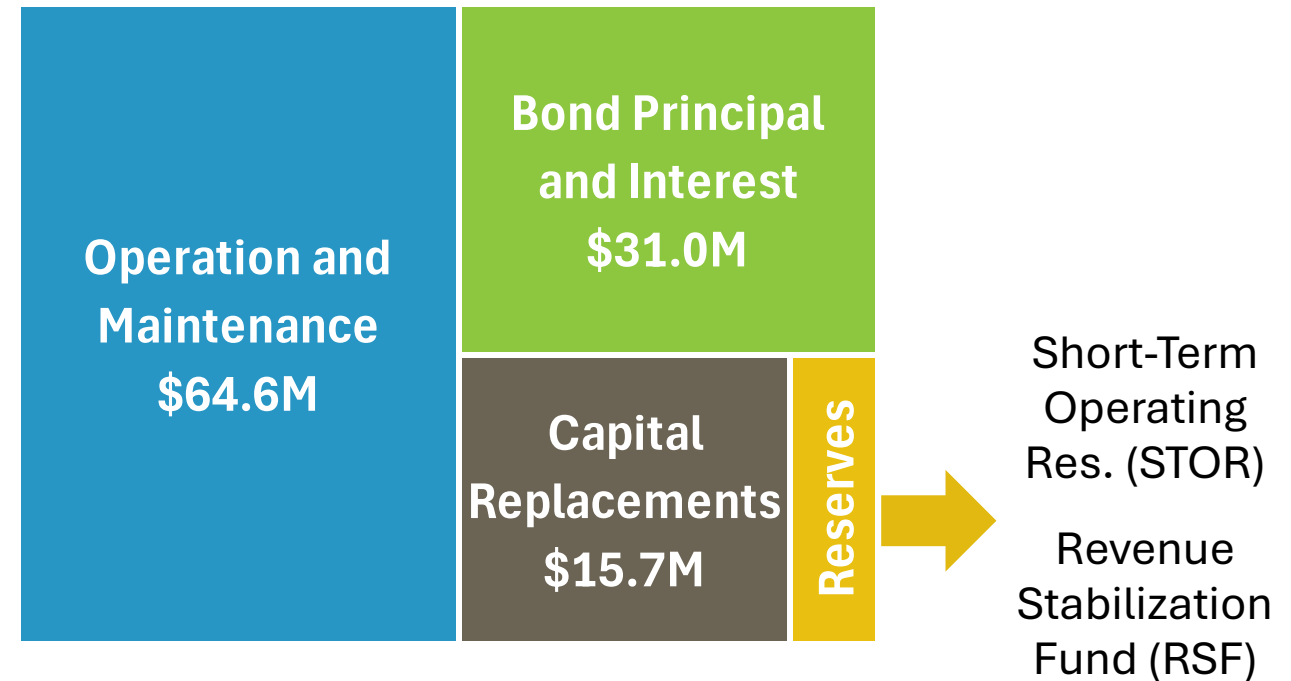 Operation and
Maintenance
$64.6M
Bond Principal
and Interest
$31.0M
Capital
Replacements
$15.7M
Reserves
Short-Term
Operating
Res. (STOR)
Revenue
Stabilization
Fund (RSF)